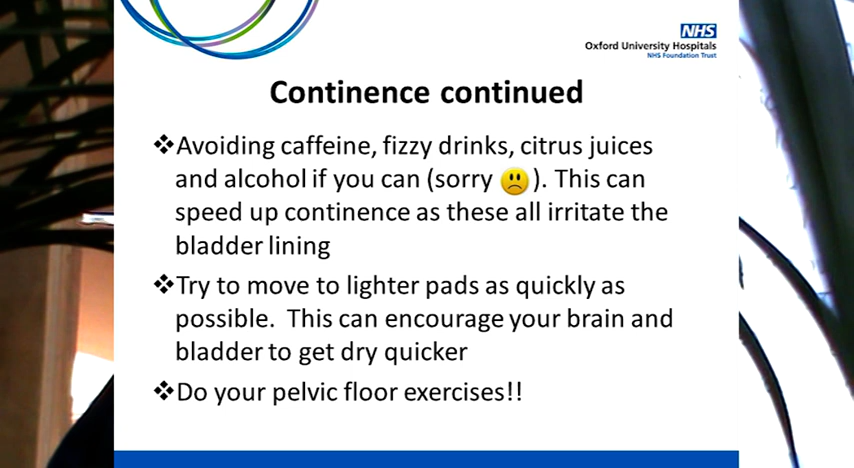 NHS
Oxford University Hospitals
NHS Foundation Trust
Continence continued
❖Avoiding caffeine, fizzy drinks, citrus juices
and alcohol if you can (sorry ☹ ). This can
speed up continence as these all irritate the
bladder lining
❖Try to move to lighter pads as quickly as
possible.  This can encourage your brain and
bladder to get dry quicker
❖Do your pelvic floor exercises!!